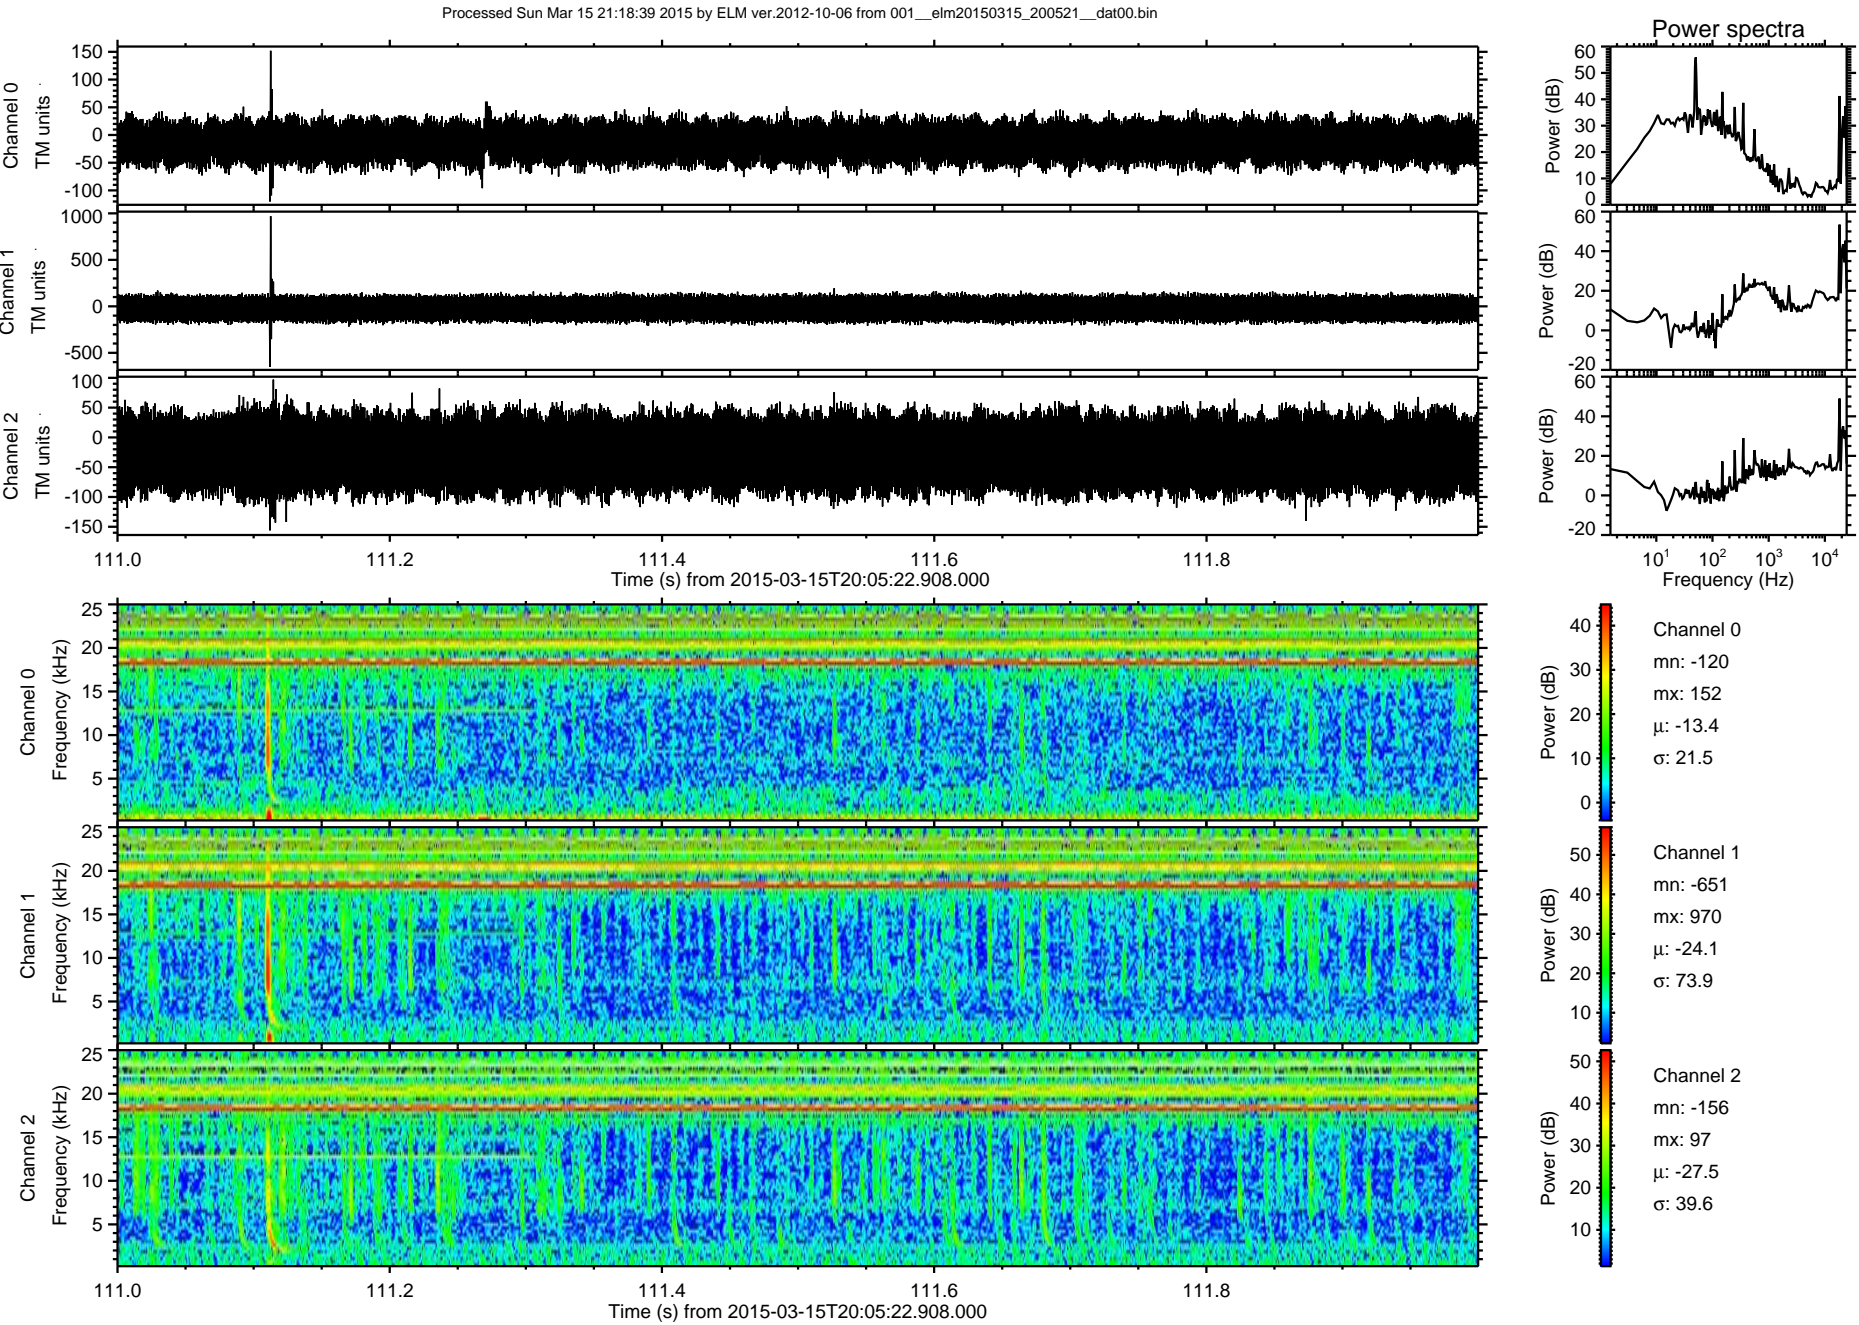 Processed Sun Mar 15 21:18:39 2015 by ELM ver.2012-10-06 from 001__elm20150315_200521__dat00.bin
Power spectra
Channel 0
TM units
150
100
50
0
-50
-100
Power (dB)
60
50
40
30
20
10
0
Channel 1
TM units
1000
500
0
-500
Power (dB)
60
40
20
0
-20
Channel 2
TM units
100
50
0
-50
-100
-150
Power (dB)
60
40
20
0
-20
111.0 111.2 111.4 111.6 111.8
Time (s) from 2015-03-15T20:05:22.908.000
10^1 10^2 10^3 10^4
Frequency (Hz)
Channel 0
Frequency (kHz)
25
20
15
10
5
Power (dB)
40
30
20
10
0
Channel 0
mn: -120
mx: 152
μ: -13.4
σ: 21.5
Channel 1
Frequency (kHz)
25
20
15
10
5
Power (dB)
50
40
30
20
10
Channel 1
mn: -651
mx: 970
μ: -24.1
σ: 73.9
Channel 2
Frequency (kHz)
25
20
15
10
5
Power (dB)
50
40
30
20
10
Channel 2
mn: -156
mx: 97
μ: -27.5
σ: 39.6
111.0 111.2 111.4 111.6 111.8
Time (s) from 2015-03-15T20:05:22.908.000